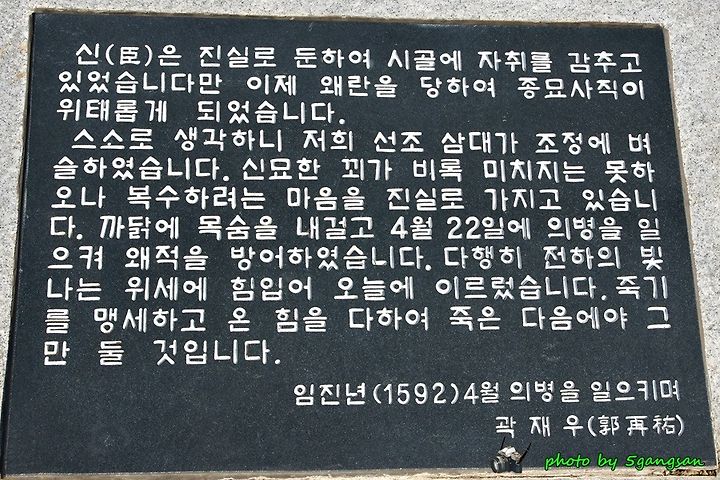 신(臣)은 진실로 둔하여 시골에 자취를 감추고
있었습니다만 이제 왜란을 당하여 종묘사직이
위태롭게 되었습니다.
스스로 생각하니 저희 선조 삼대가 조정에 벼
슬하였습니다. 신묘한 꾀가 비록 미치지는 못하
오나 복수하려는 마음을 진실로 가지고 있습니
다. 까닭에 목숨을 내걸고 4월 22일에 의병을 일
으켜 왜적을 방어하였습니다. 다행히 전하의 빛
나는 위세에 힘입어 오늘에 이르렀습니다. 죽기
를 맹세하고 온 힘을 다하여 죽은 다음에야 그
만 둘 것입니다.
임진년(1592)4월 의병을 일으키며
곽재우(郭再祐)
photo by 5gangsan